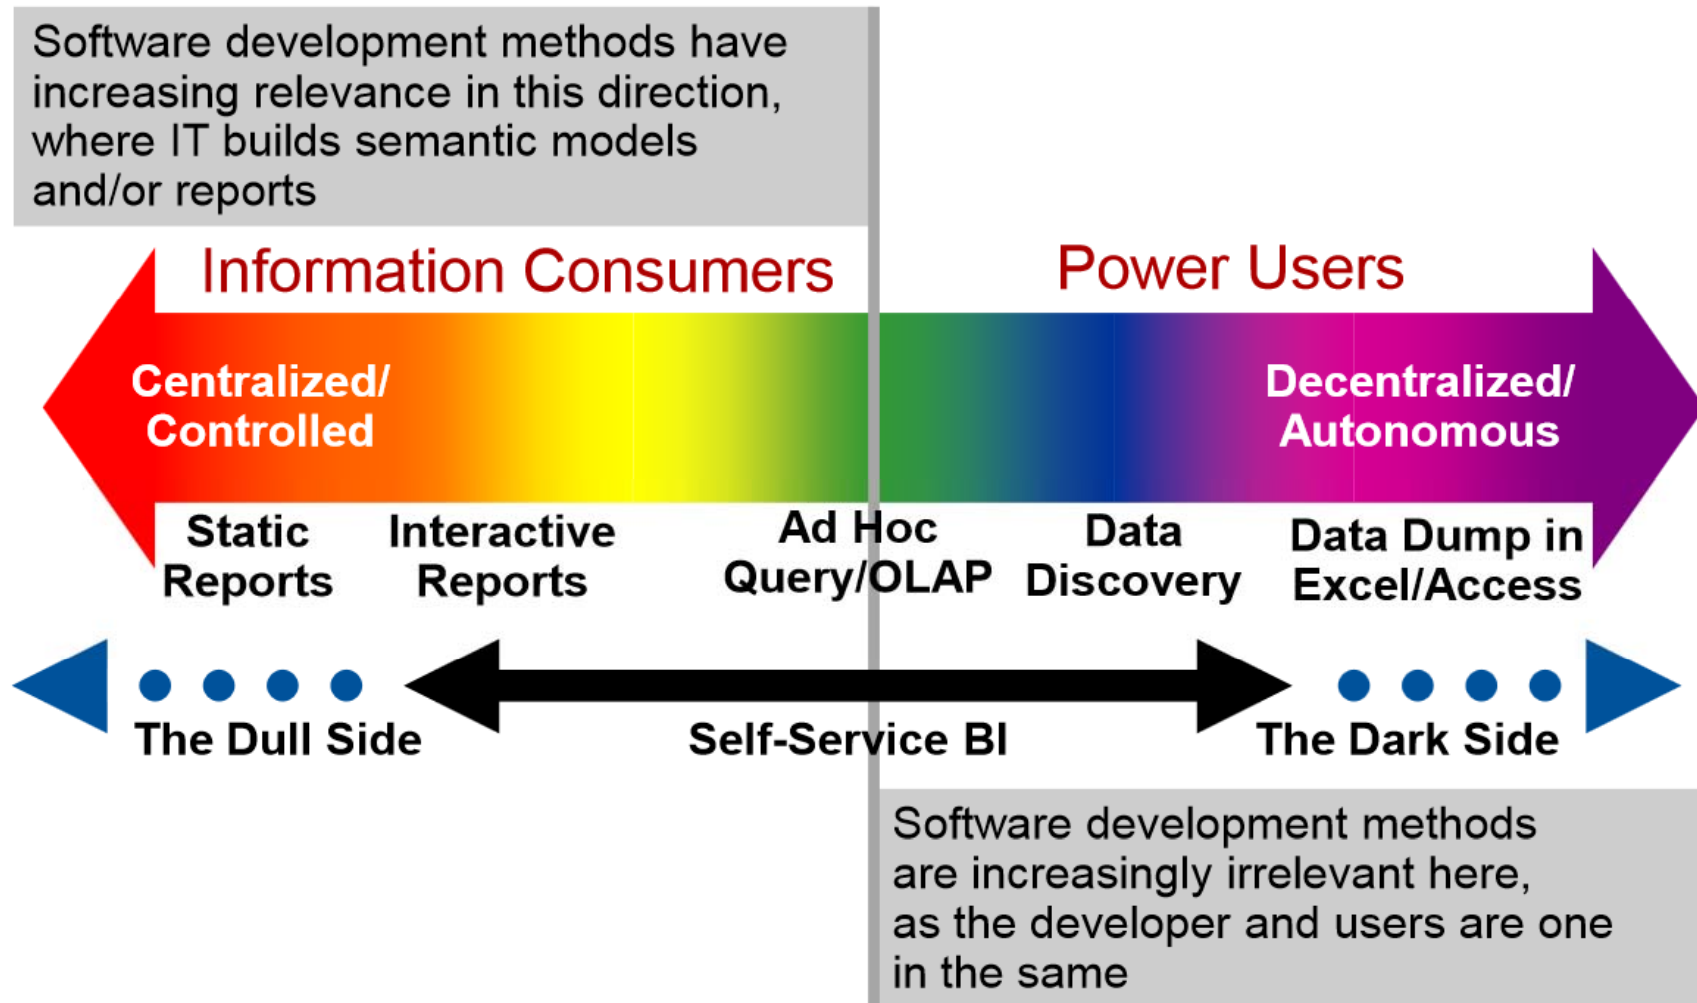 Software development methods have
increasing relevance in this direction,
where IT builds semantic models
and/or reports
Information Consumers
Power Users
Centralized/
Controlled
Decentralized/
Autonomous
Static
Reports
Interactive
Reports
Ad Hoc
Query/OLAP
Data
Discovery
Data Dump in
Excel/Access
The Dull Side
Self-Service BI
The Dark Side
Software development methods
are increasingly irrelevant here,
as the developer and users are one
in the same